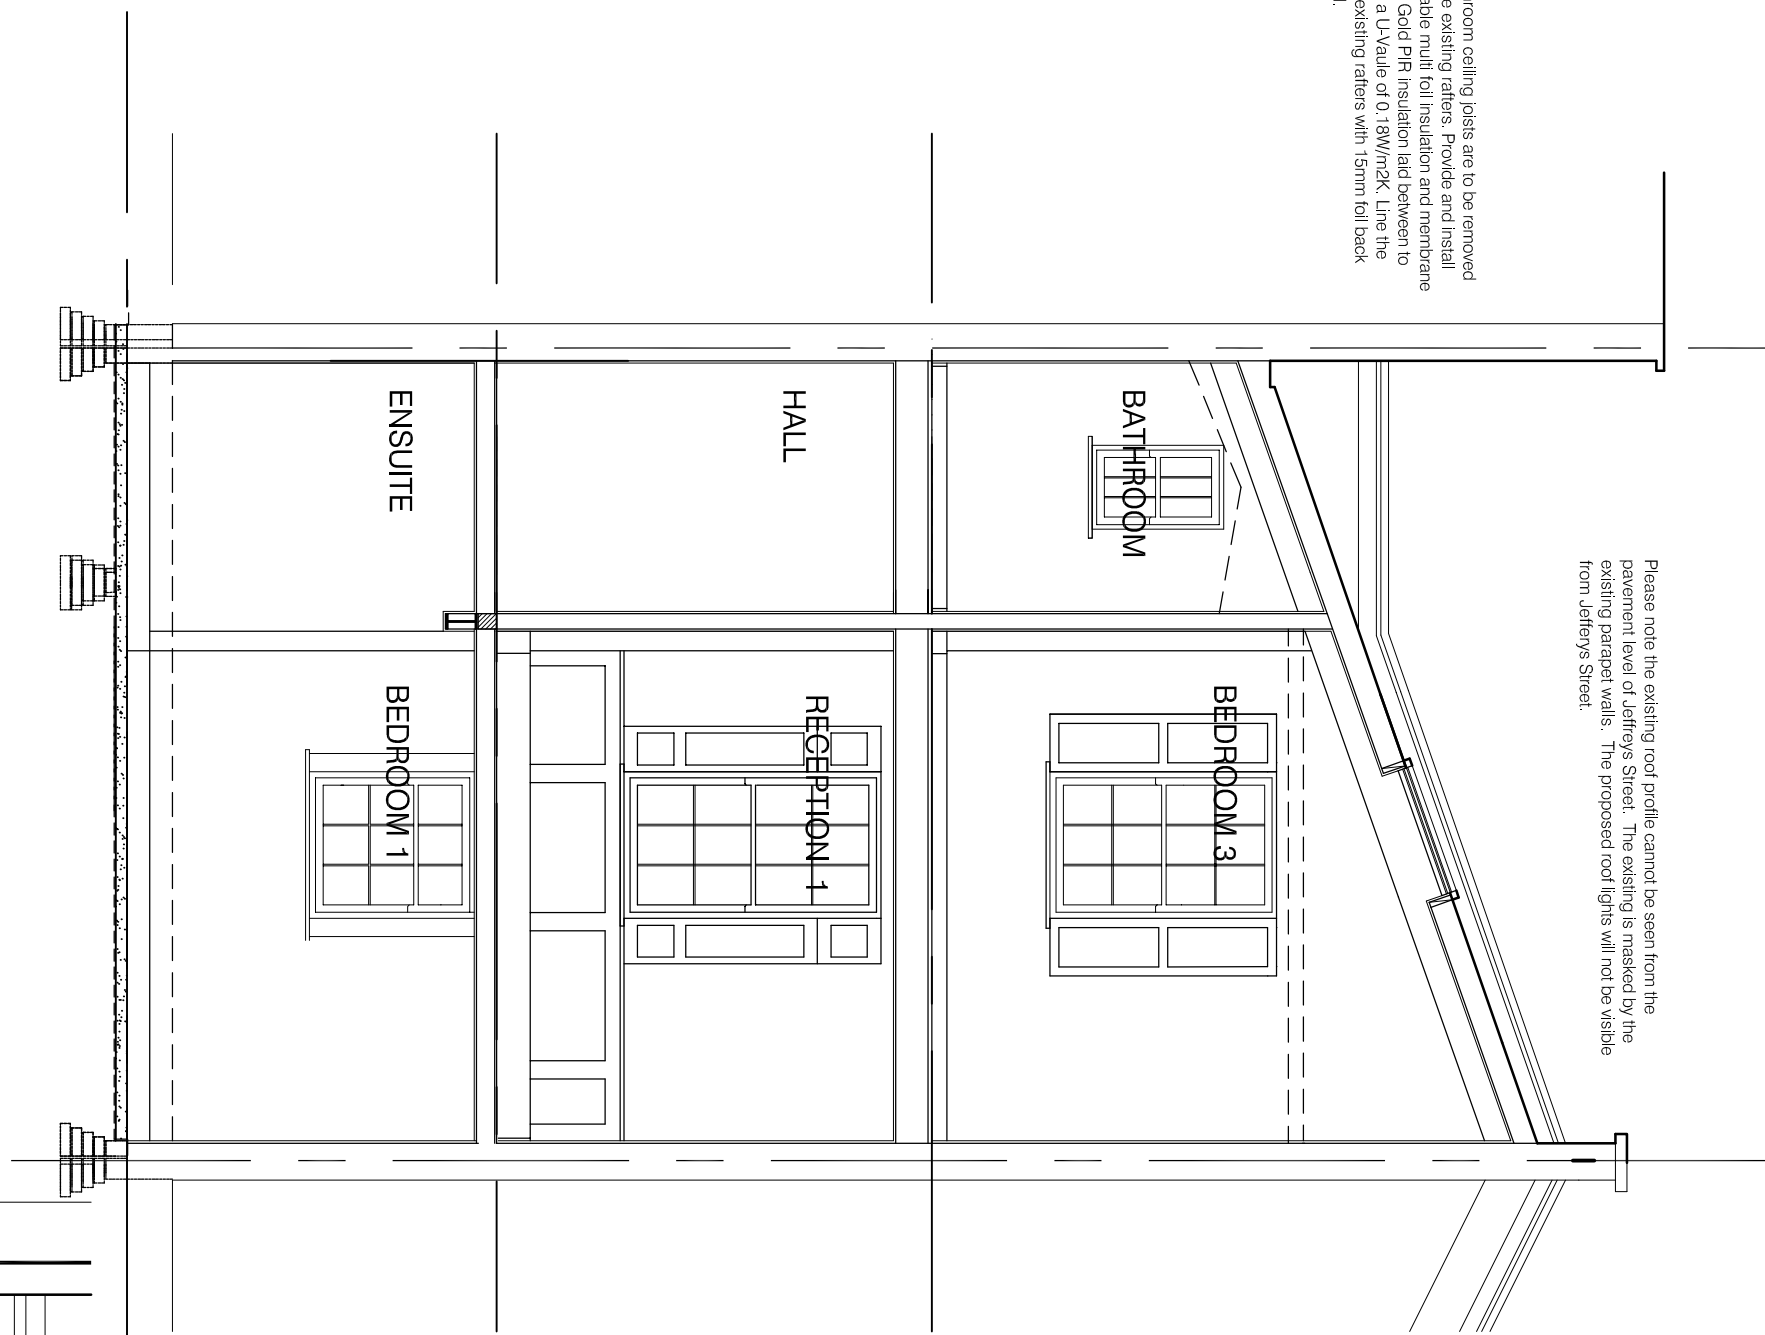 room ceiling joists are to be removed
e existing rafters. Provide and install
able multi foil insulation and membrane
Gold PIR insulation laid between to
a U-Vaule of 0.18W/m2K. Line the
existing rafters with 15mm foil back
Please note the existing roof profile cannot be seen from the
pavement level of Jeffreys Street. The existing is masked by the
existing parapet walls. The proposed roof lights will not be visible
from Jefferys Street.
BATHROOM
BEDROOM 3
HALL
RECEPTION 1
ENSUITE
BEDROOM 1